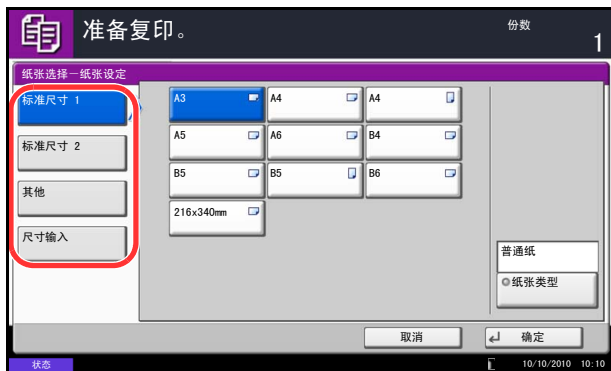 准备复印。
份数
1
纸张选择－纸张设定
标准尺寸 1
标准尺寸 2
其他
尺寸输入
A3 A4 A4
A5 A6 B4
B5 B5 B6
216x340mm
普通纸
纸张类型
取消 确定
状态 10/10/2010 10:10